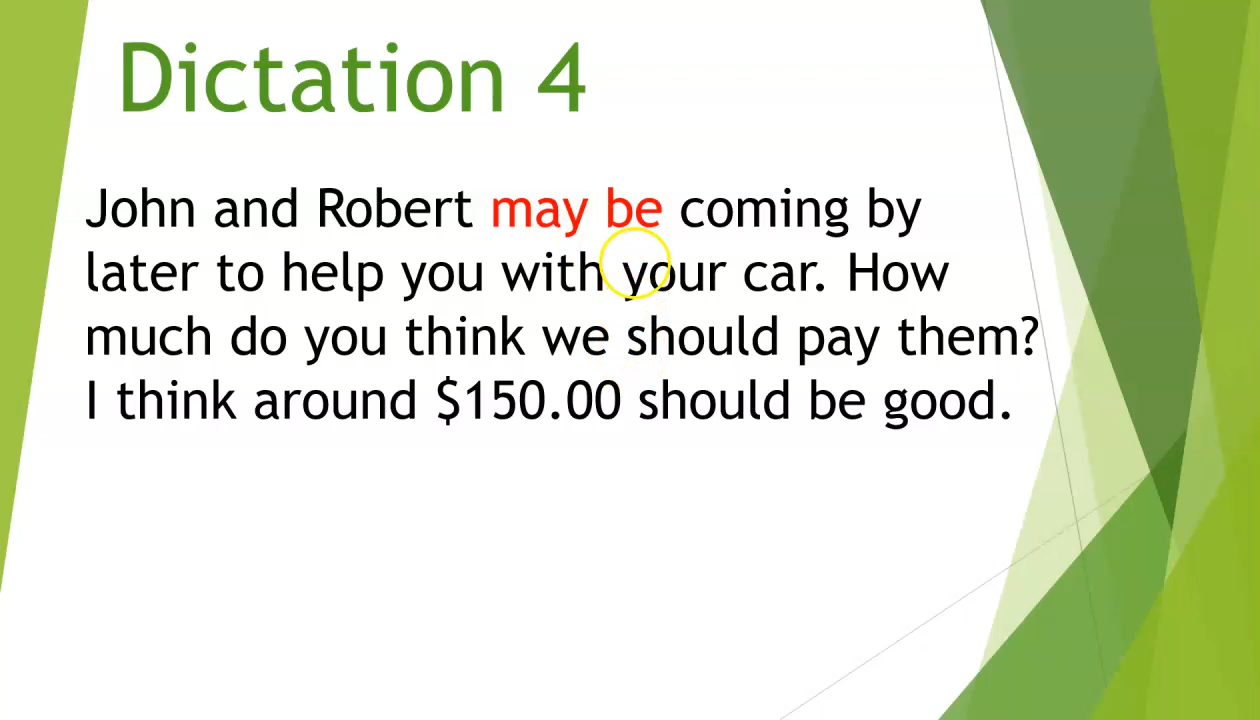 Dictation 4
John and Robert may be coming by
later to help you with your car. How
much do you think we should pay them?
I think around $150.00 should be good.